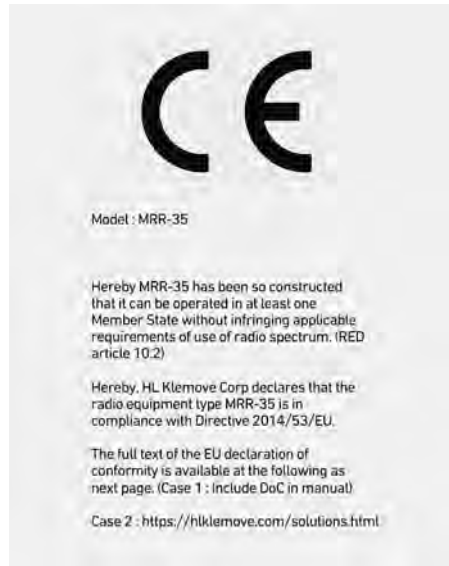 CE
Model : MRR-35
Hereby MRR-35 has been so constructed
that it can be operated in at least one
Member State without infringing applicable
requirements of use of radio spectrum. (RED
article 10.2)
Hereby, HL Klemove Corp declares that the
radio equipment type MRR-35 is in
compliance with Directive 2014/53/EU.
The full text of the EU declaration of
conformity is available at the following as
next page. (Case 1 : Include DoC in manual)
Case 2 : https://hlklemove.com/solutions.html